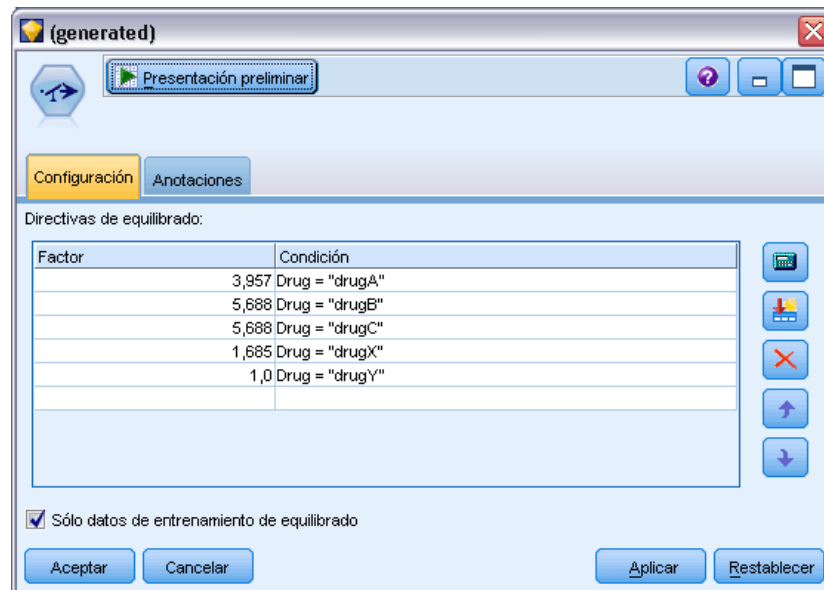 (generated)
Presentación preliminar
?
Configuración Anotaciones
Directivas de equilibrado:
Factor Condición
3,957 Drug = "drugA"
5,688 Drug = "drugB"
5,688 Drug = "drugC"
1,685 Drug = "drugX"
1,0 Drug = "drugY"
Sólo datos de entrenamiento de equilibrado
Aceptar Cancelar Aplicar Restablecer